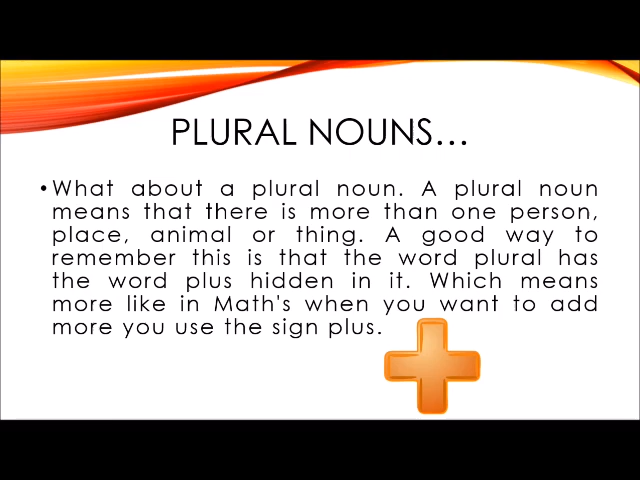 PLURAL NOUNS...
•What about a plural noun. A plural noun
means that there is more than one person,
place, animal or thing. A good way to
remember this is that the word plural has
the word plus hidden in it. Which means
more like in Math's when you want to add
more you use the sign plus.